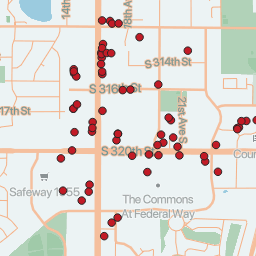 14th
18th A
S 314th St
S 316th St
17th St
21st Ave S
S 320th St
Cour
Safeway 1555
The Commons
At Federal Way